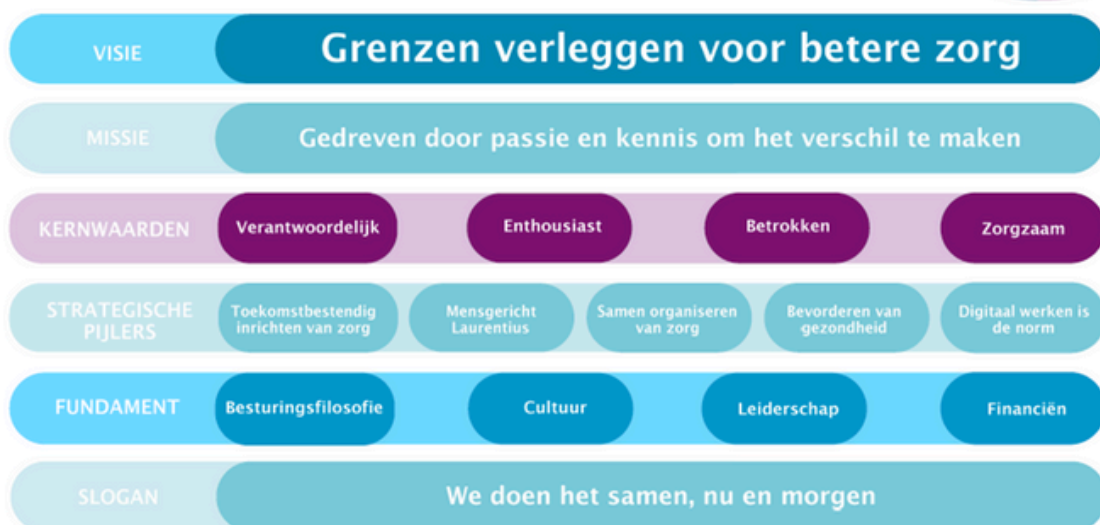 VISIE
Grenzen verleggen voor betere zorg
MISSIE
Gedreven door passie en kennis om het verschil te maken
KERNWAARDEN
Verantwoordelijk
Enthousiast
Betrokken
Zorgzaam
STRATEGISCHE
PIJLERS
Toekomstbestendig
inrichten van zorg
Mensgericht
Laurentius
Samen organiseren
van zorg
Bevorderen van
gezondheid
Digitaal werken is
de norm
FUNDAMENT
Besturingsfilosofie
Cultuur
Leiderschap
Financiën
SLOGAN
We doen het samen, nu en morgen